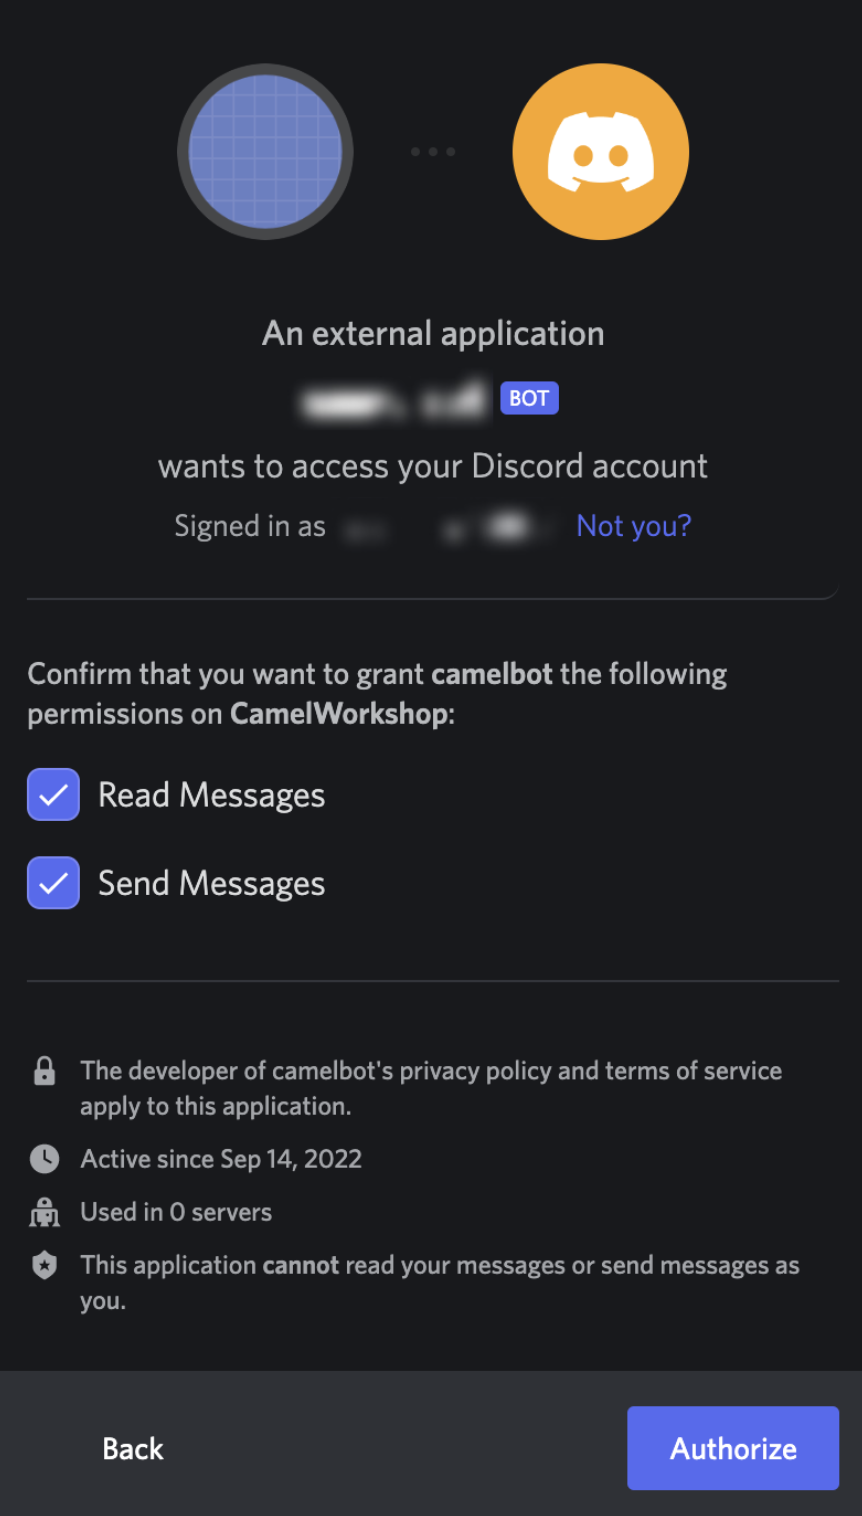 An external application
BOT
wants to access your Discord account
Signed in as
Not you?
Confirm that you want to grant camelbot the following
permissions on CamelWorkshop:
Read Messages
Send Messages
The developer of camelbot's privacy policy and terms of service
apply to this application.
Active since Sep 14, 2022
Used in 0 servers
This application cannot read your messages or send messages as
you.
Back
Authorize